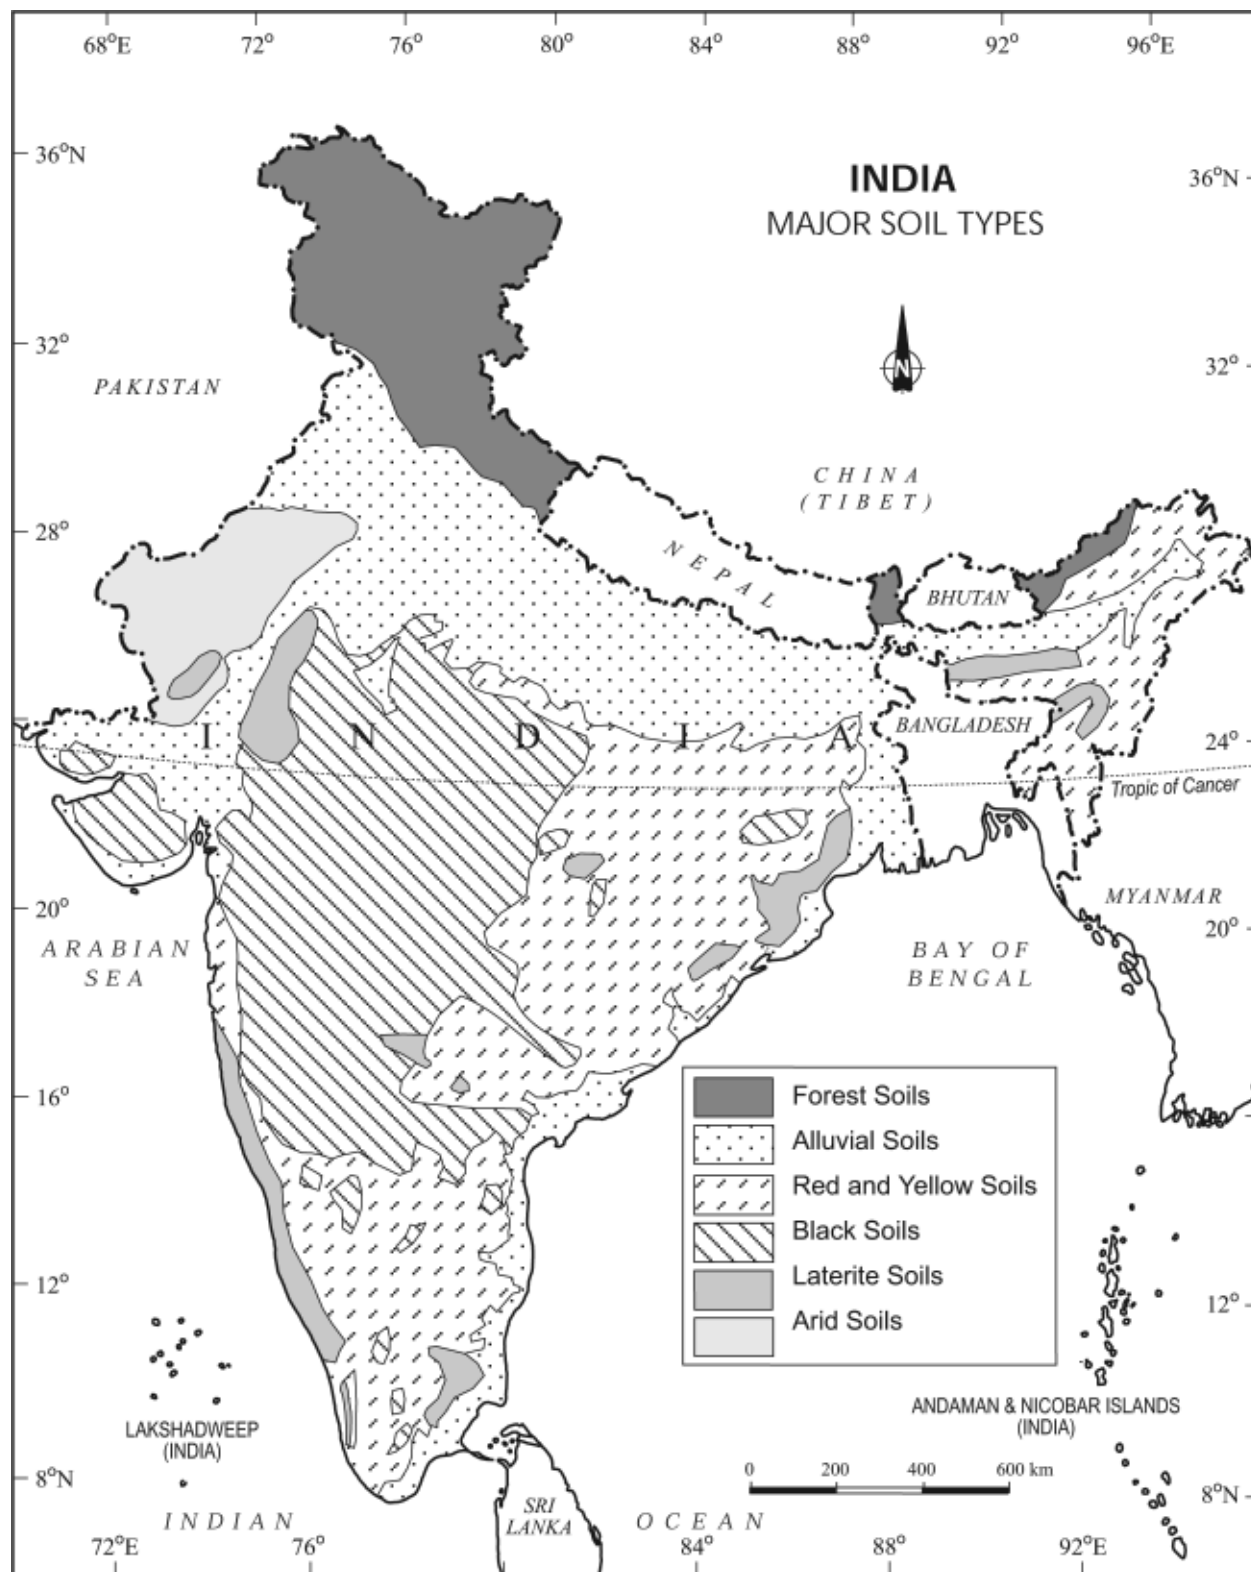 68°E 72° 76° 80° 84° 88° 92° 96°E
36°N
INDIA
MAJOR SOIL TYPES
36°N
N
32°
32°
PAKISTAN
CHINA
(TIBET)
28°
28°
NEPAL
BHUTAN
INDIA
BANGLADESH
24°
Tropic of Cancer
MYANMAR
20°
20°
ARABIAN
SEA
BAY OF
BENGAL
16°
Forest Soils
Alluvial Soils
Red and Yellow Soils
Black Soils
Laterite Soils
Arid Soils
12°
12°
LAKSHADWEEP
(INDIA)
ANDAMAN & NICOBAR ISLANDS
(INDIA)
0 200 400 600 km
8°N
8°N
SRI
LANKA
INDIAN OCEAN
72°E 76° 84° 88° 92°E